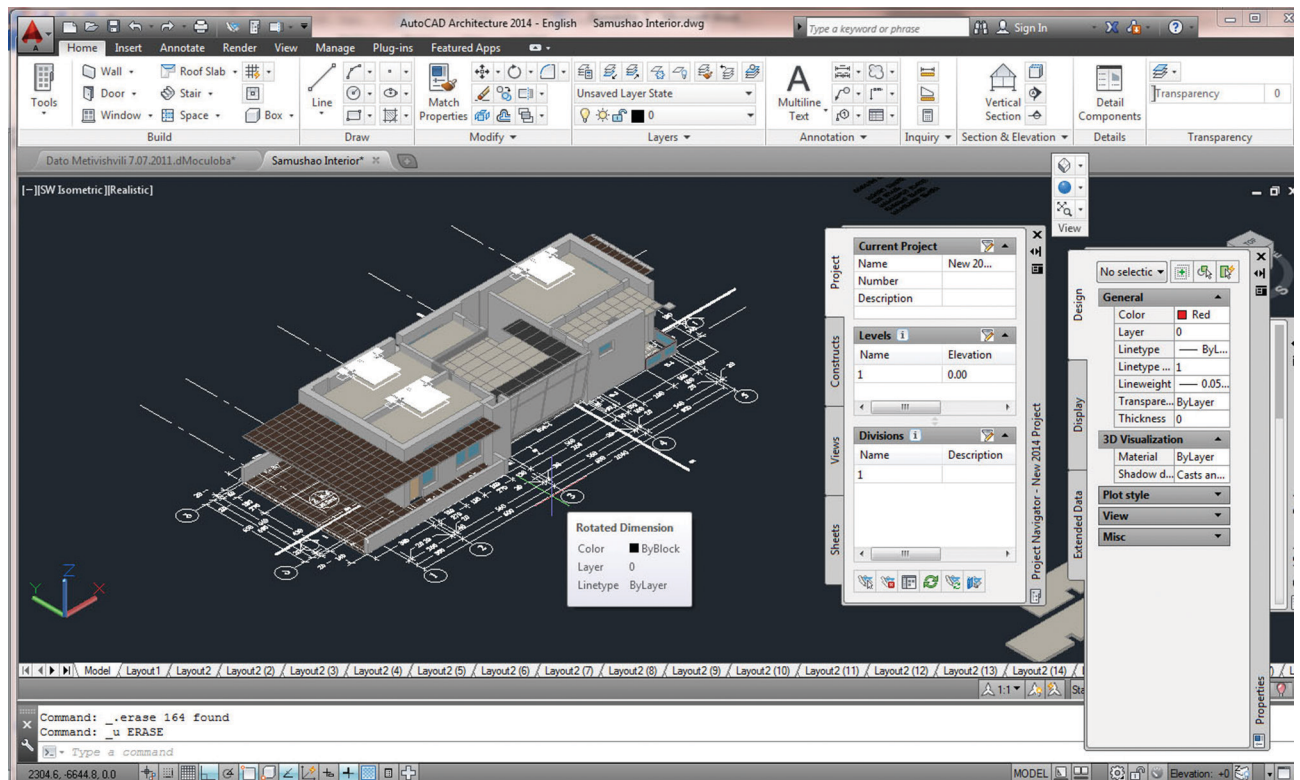 AutoCAD Architecture 2014 - English Samushao Interior.dwg
Type a keyword or phrase
Sign In
Home Insert Annotate Render View Manage Plug-ins Featured Apps
Tools
Wall
Door
Window
Roof Slab
Stair
Space
Box
Build
Line
Draw
Match Properties
Modify
Unsaved Layer State
0
Layers
Multiline Text
Annotation
Inquiry
Vertical Section
Section & Elevation
Detail Components
Details
Transparency 0
Transparency
Dato Metivishvili 7.07.2011.dMoculoba*
Samushao Interior*
[−][SW Isometric][Realistic]
View
Project
Constructs
Views
Sheets
Current Project
Name New 20...
Number
Description
Levels
Name Elevation
1 0.00
Divisions
Name Description
1
Project Navigator - New 2014 Project
Design
Display
Extended Data
No selectic
General
Color Red
Layer 0
Linetype ByL...
Linetype ... 1
Lineweight 0.05...
Transpare... ByLayer
Thickness 0
3D Visualization
Material ByLayer
Shadow d... Casts an...
Plot style
View
Misc
Properties
Rotated Dimension
Color ByBlock
Layer 0
Linetype ByLayer
Z
Y
X
Model Layout1 Layout2 Layout2 (2) Layout2 (3) Layout2 (4) Layout2 (5) Layout2 (6) Layout2 (7) Layout2 (8) Layout2 (9) Layout2 (10) Layout2 (11) Layout2 (12) Layout2 (13) Layout2 (14)
1:1
Command: _.erase 164 found
Command: _u ERASE
Type a command
2304.6, -6644.8, 0.0
MODEL
Elevation: +0